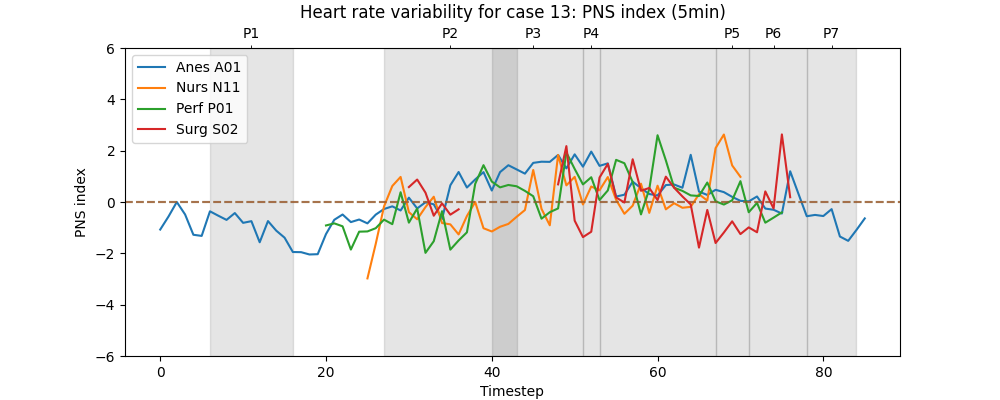 Heart rate variability for case 13: PNS index (5min)
P1 P2 P3 P4 P5 P6 P7
Anes A01
Nurs N11
Perf P01
Surg S02
6
4
2
0
−2
−4
−6
PNS index
0 20 40 60 80
Timestep